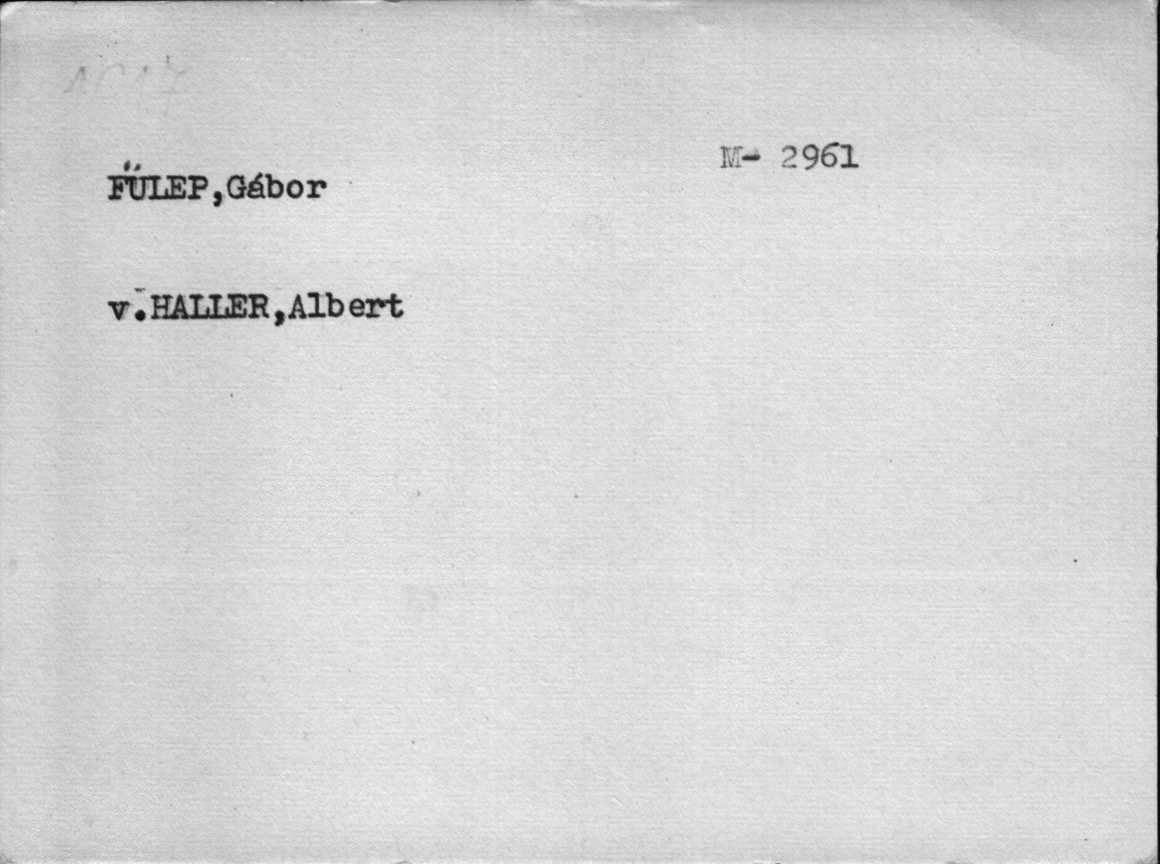 M- 2961
FÜLEP,Gábor
v.HALLER,Albert